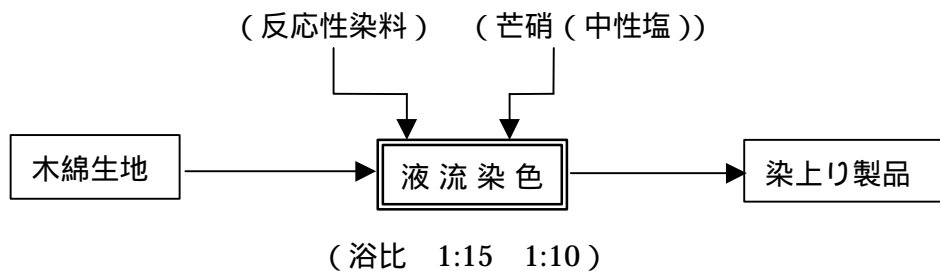 (反応性染料) (芒硝(中性塩))
木綿生地 液流染色 染上り製品
(浴比 1:15 1:10)